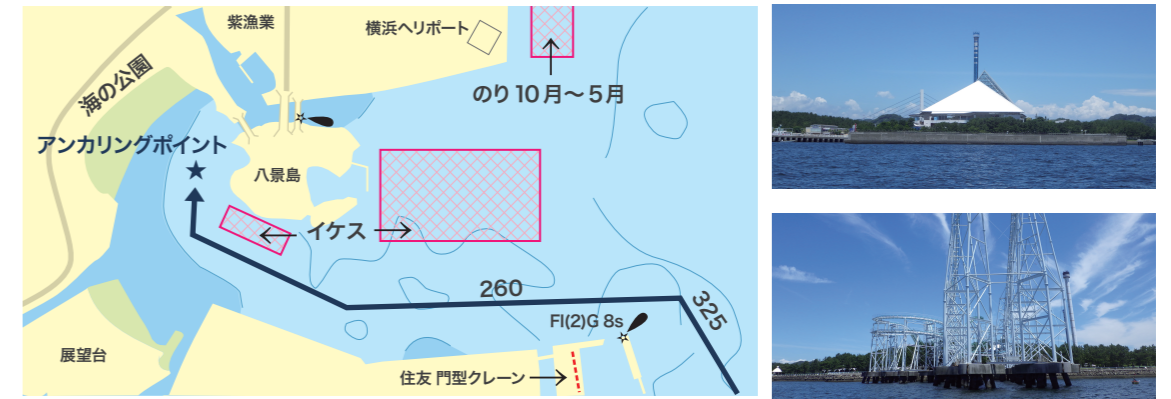 紫漁業
横浜ヘリポート
海の公園
のり 10 月〜 5 月
アンカリングポイント
八景島
イケス
260
325
FI(2)G 8s
展望台
住友 門型クレーン